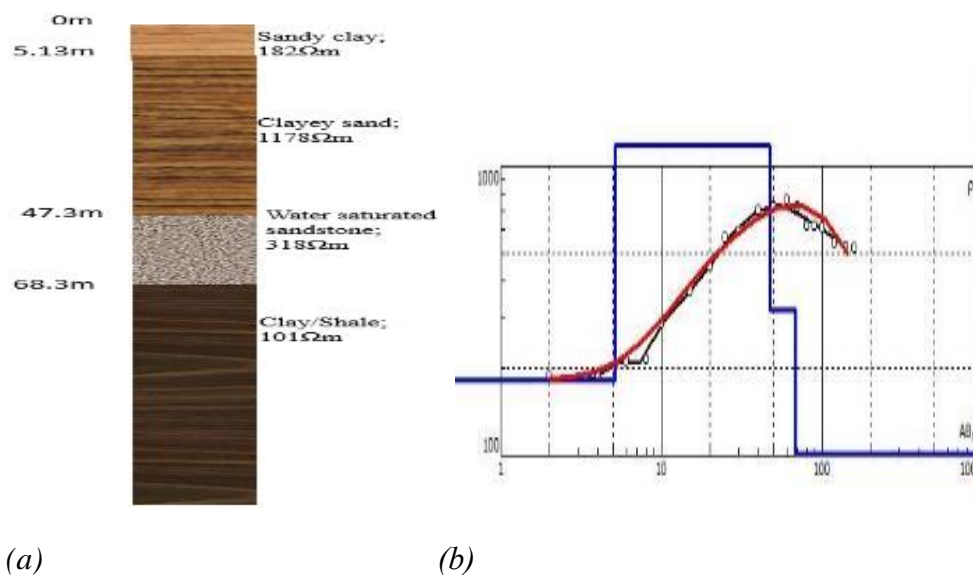 0m
Sandy clay;
182Ωm
5.13m
Clayey sand;
1178Ωm
47.3m
Water saturated
sandstone;
318Ωm
68.3m
Clay/Shale;
101Ωm
1000
100
1
10
100
(a)
(b)